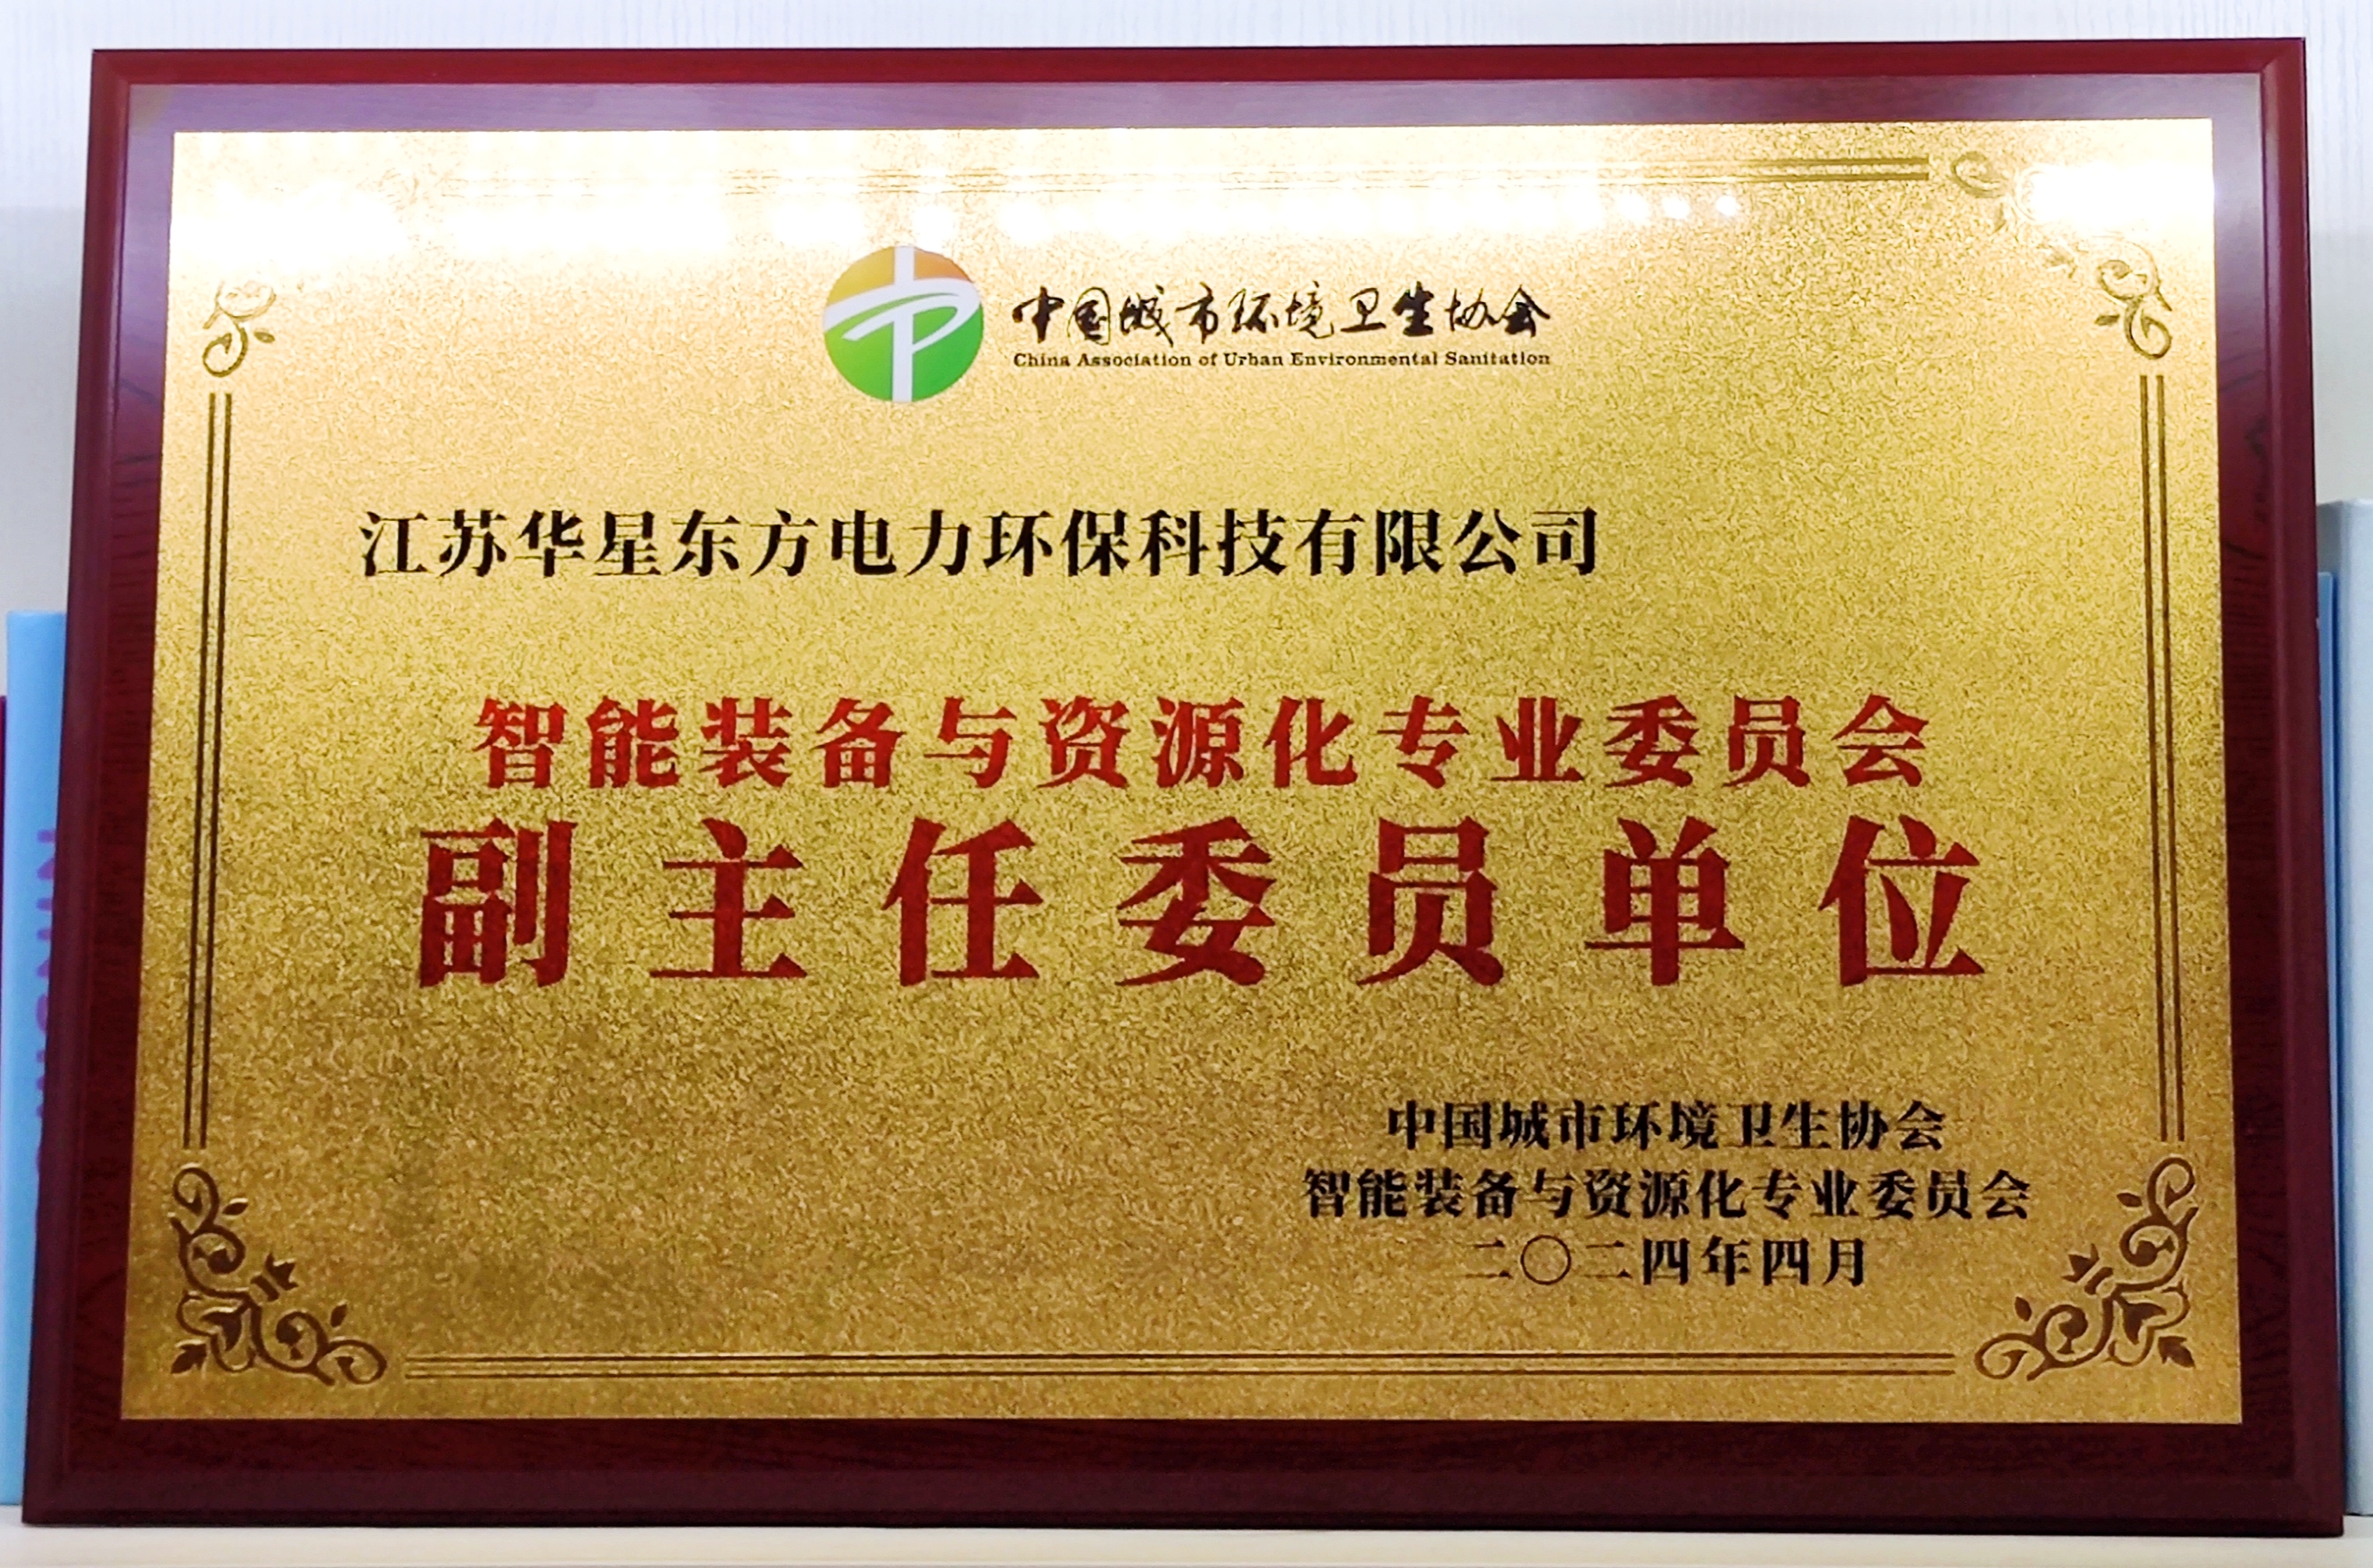 中国城市环境卫生协会
China Association of Urban Environmental Sanitation
江苏华星东方电力环保科技有限公司
智能装备与资源化专业委员会
副主任委员单位
中国城市环境卫生协会
智能装备与资源化专业委员会
二〇二四年四月